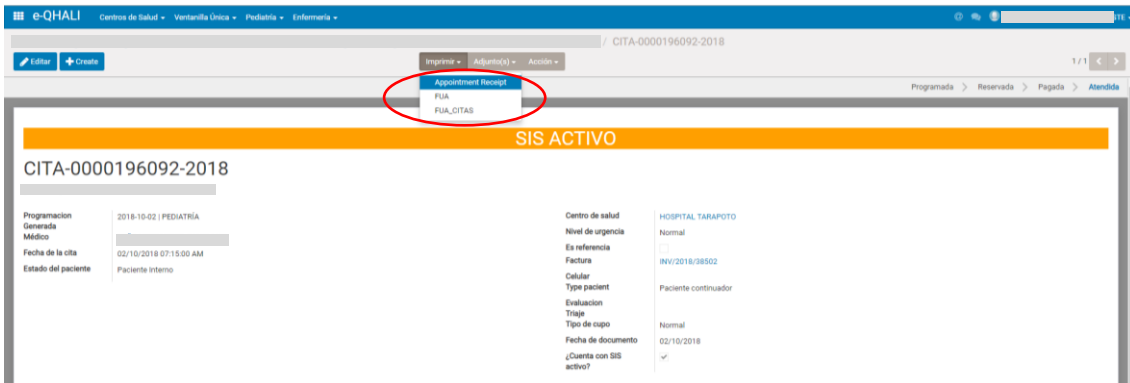 e-QHALI Centros de Salud Ventanilla Única Pediatría Enfermería TE
/ CITA-0000196092-2018
Editar Create Imprimir Adjunto(s) Acción 1 / 1
Appointment Receipt
FUA
FUA_CITAS
Programada Reservada Pagada Atendida
SIS ACTIVO
CITA-0000196092-2018
Programacion Generada 2018-10-02 | PEDIATRÍA
Médico
Fecha de la cita 02/10/2018 07:15:00 AM
Estado del paciente Paciente Interno
Centro de salud HOSPITAL TARAPOTO
Nivel de urgencia Normal
Es referencia
Factura INV/2018/38502
Celular
Type pacient Paciente continuador
Evaluacion Triaje
Tipo de cupo Normal
Fecha de documento 02/10/2018
¿Cuenta con SIS activo?